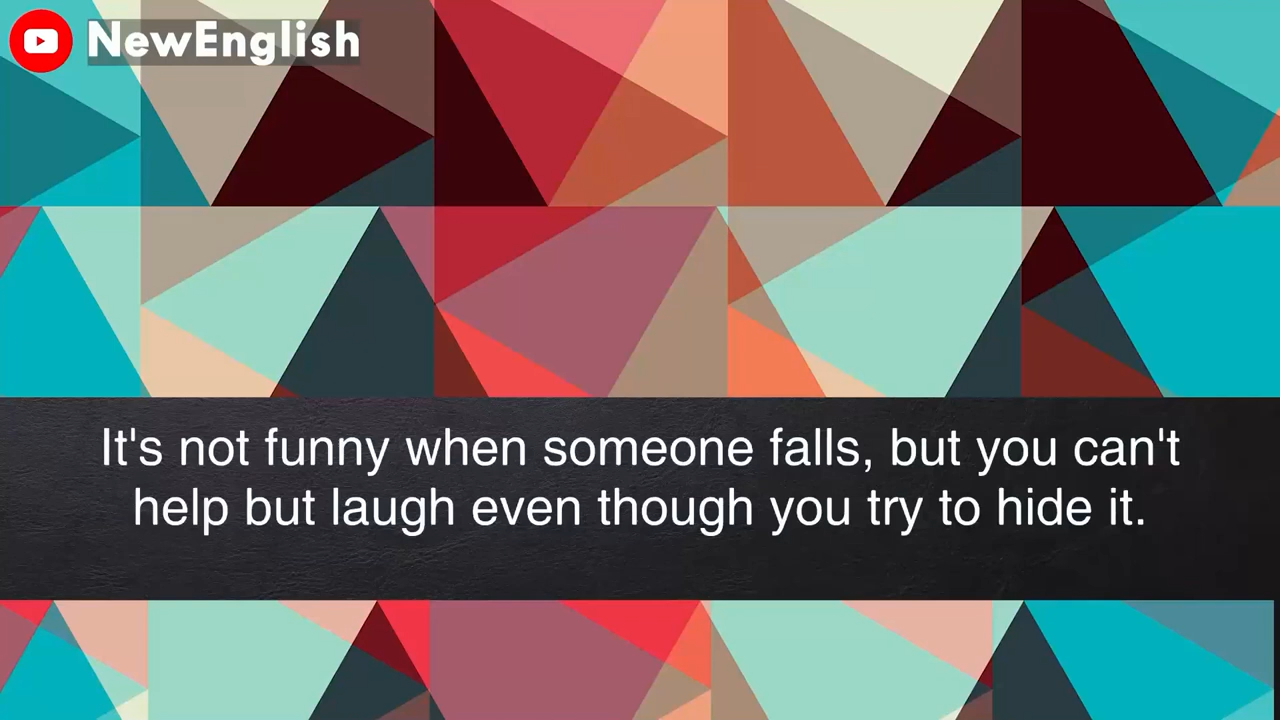 NewEnglish
It's not funny when someone falls, but you can't
help but laugh even though you try to hide it.